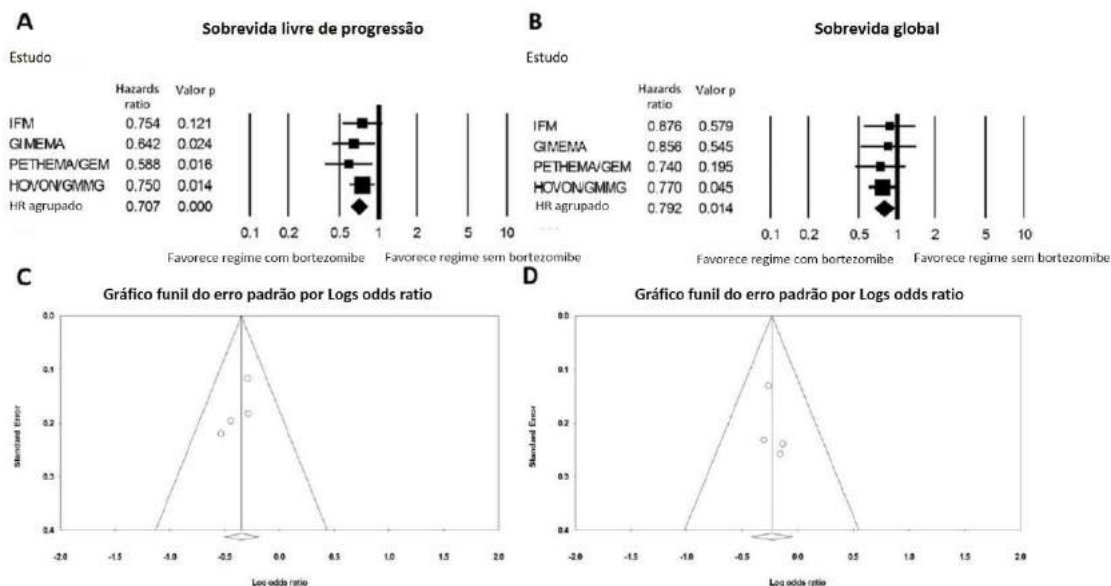 A
Sobrevida livre de progressão
Estudo
Hazards ratio Valor p
IFM 0.754 0.121
GIMEMA 0.642 0.024
PETHEMA/GEM 0.588 0.016
HOVON/GMMG 0.750 0.014
HR agrupado 0.707 0.000
0.1 0.2 0.5 1 2 5 10
Favorece regime com bortezomibe Favorece regime sem bortezomibe
B
Sobrevida global
Estudo
Hazards ratio Valor p
IFM 0.876 0.579
GIMEMA 0.856 0.545
PETHEMA/GEM 0.740 0.195
HOVON/GMMG 0.770 0.045
HR agrupado 0.792 0.014
0.1 0.2 0.5 1 2 5 10
Favorece regime com bortezomibe Favorece regime sem bortezomibe
C
Gráfico funil do erro padrão por Logs odds ratio
Standard Error
0.0
0.1
0.2
0.3
0.4
-2.0 -1.5 -1.0 -0.5 0.0 0.5 1.0 1.5 2.0
Log odds ratio
D
Gráfico funil do erro padrão por Logs odds ratio
Standard Error
0.0
0.1
0.2
0.3
0.4
-2.0 -1.5 -1.0 -0.5 0.0 0.5 1.0 1.5 2.0
Log odds ratio